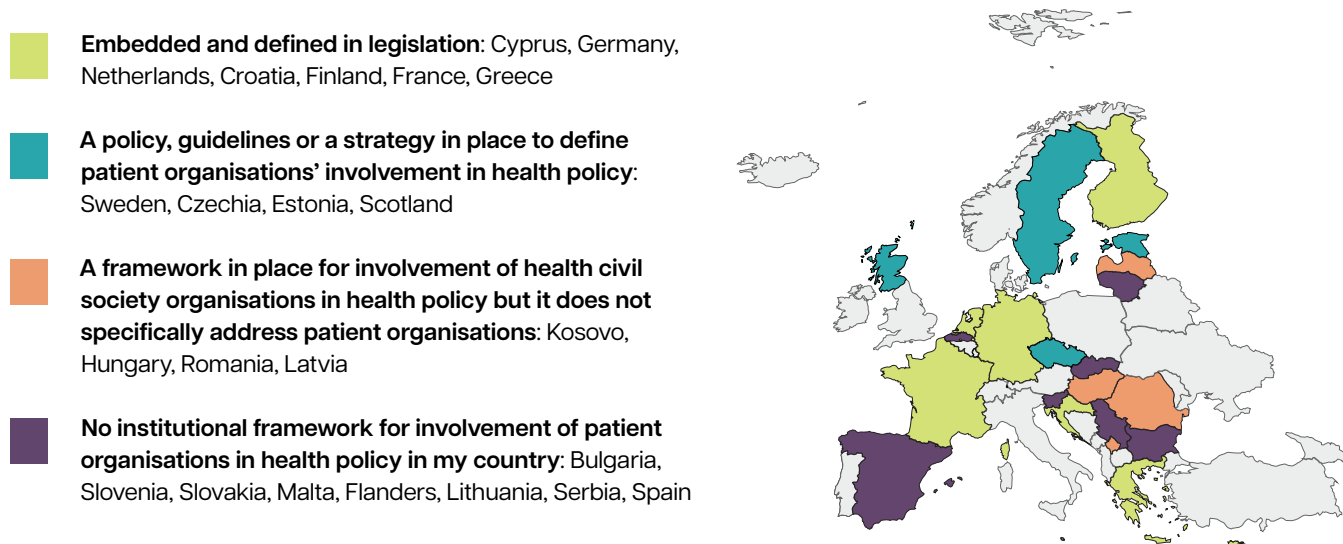 Embedded and defined in legislation: Cyprus, Germany,
Netherlands, Croatia, Finland, France, Greece
A policy, guidelines or a strategy in place to define
patient organisations’ involvement in health policy:
Sweden, Czechia, Estonia, Scotland
A framework in place for involvement of health civil
society organisations in health policy but it does not
specifically address patient organisations: Kosovo,
Hungary, Romania, Latvia
No institutional framework for involvement of patient
organisations in health policy in my country: Bulgaria,
Slovenia, Slovakia, Malta, Flanders, Lithuania, Serbia, Spain